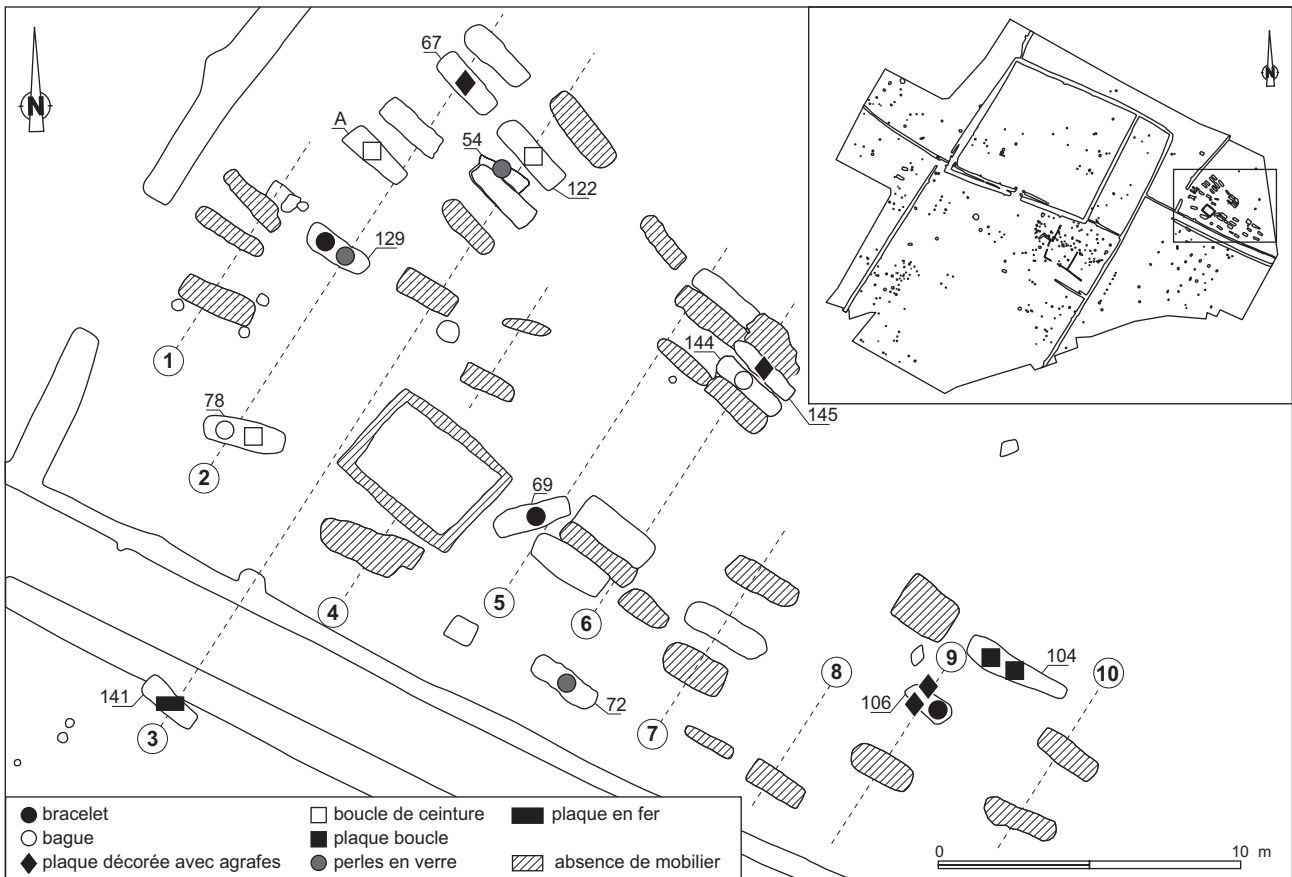 N
N
67
A
54
122
129
1
144
145
78
2
69
4
5
6
8
9
104
10
106
141
72
3
7
bracelet
bague
plaque décorée avec agrafes
boucle de ceinture
plaque boucle
perles en verre
plaque en fer
absence de mobilier
0 10 m